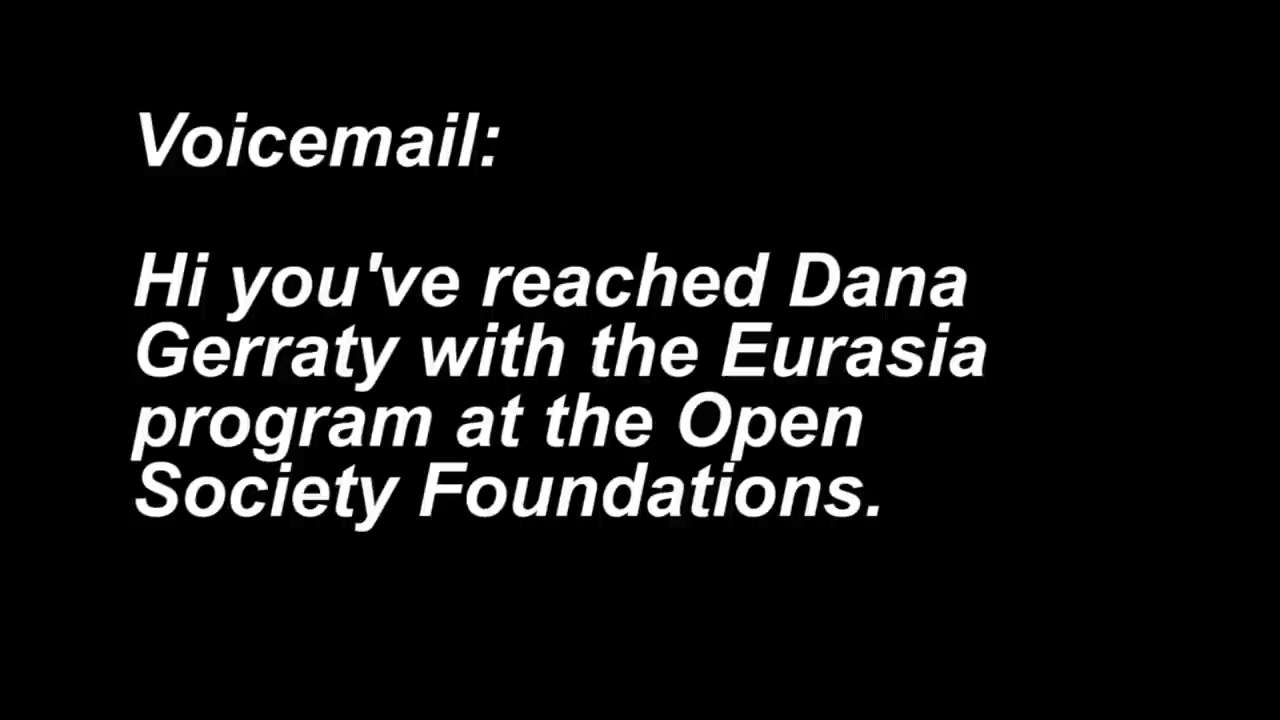 Voicemail:
Hi you've reached Dana
Gerraty with the Eurasia
program at the Open
Society Foundations.